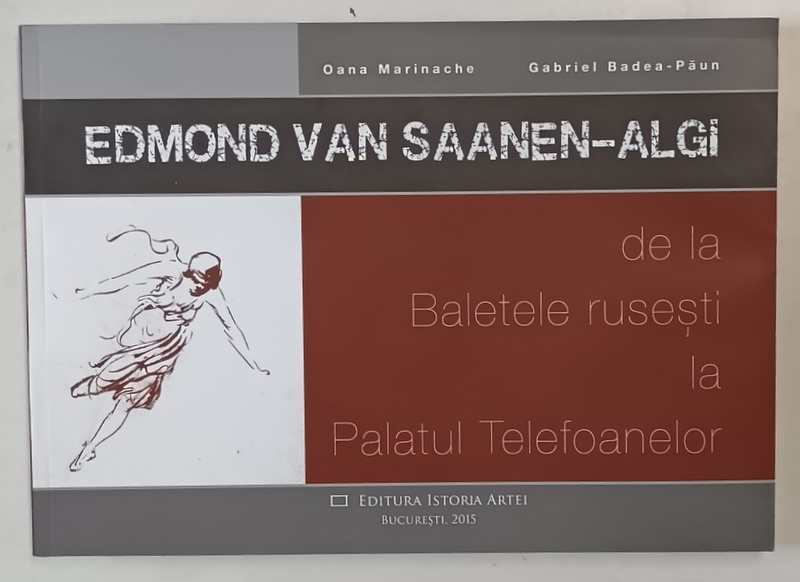 Oana Marinache Gabriel Badea-Păun
EDMOND VAN SAANEN-ALGi
de la
Baletele rusești
la
Palatul Telefoanelor
EDITURA ISTORIA ARTEI
BUCUREȘTI, 2015